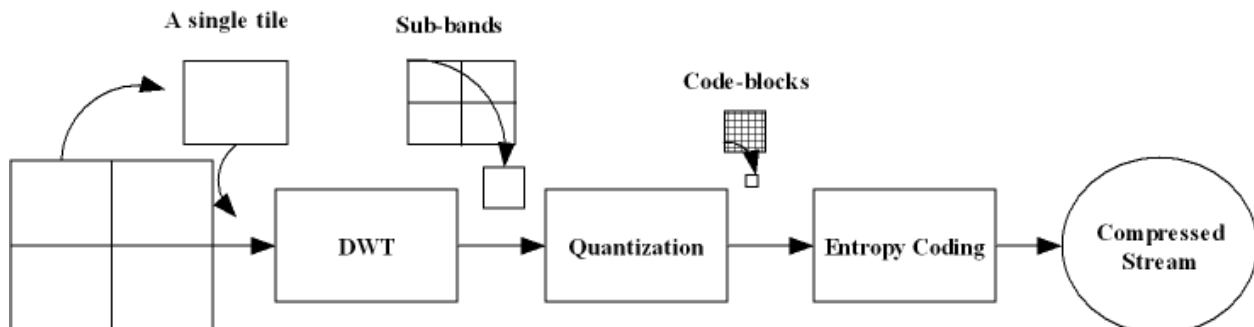 A single tile
Sub-bands
Code-blocks
DWT
Quantization
Entropy Coding
Compressed
Stream